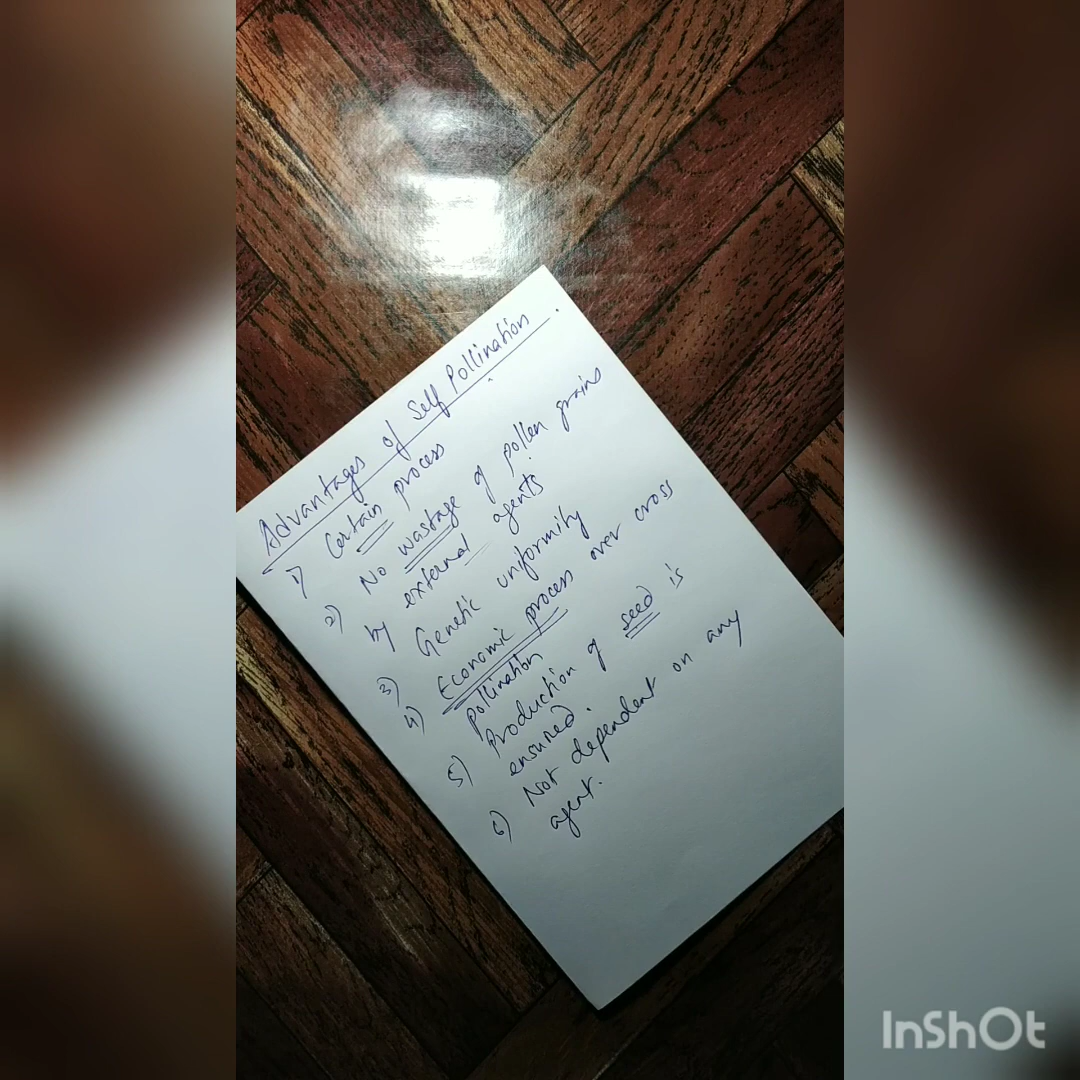 Advantages of Self Pollination.
1) Certain process
2) No wastage of pollen grains
by external agents
3) Genetic uniformity
4) Economic process over cross
pollination
5) Production of seed is
ensured.
6) Not dependent on any
agent.
InShOt